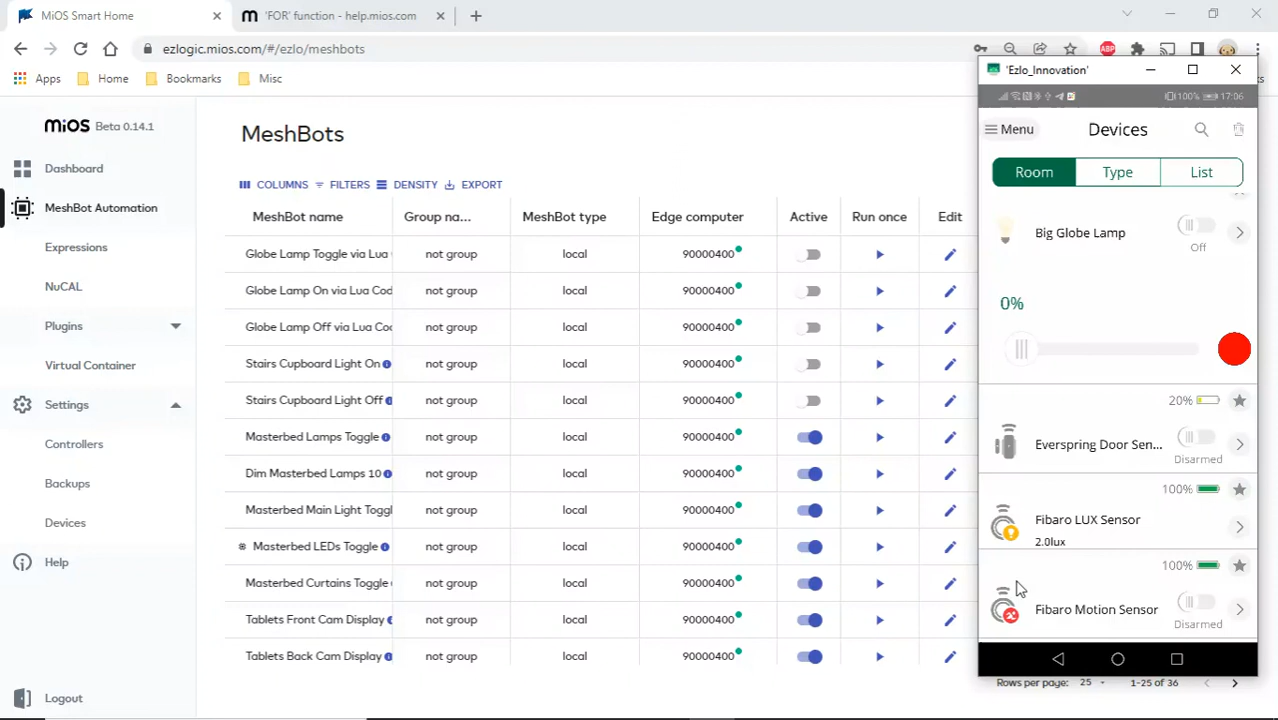 MiOS Smart Home
'FOR' function - help.mios.com
ezlogic.mios.com/#/ezlo/meshbots
ABP
Apps
Home
Bookmarks
Misc
MiOS Beta 0.14.1
Dashboard
MeshBot Automation
Expressions
NuCAL
Plugins
Virtual Container
Settings
Controllers
Backups
Devices
Help
Logout
MeshBots
COLUMNS FILTERS DENSITY EXPORT
MeshBot name Group na... MeshBot type Edge computer Active Run once Edit
Globe Lamp Toggle via Lua not group local 90000400
Globe Lamp On via Lua Cod not group local 90000400
Globe Lamp Off via Lua Co not group local 90000400
Stairs Cupboard Light On not group local 90000400
Stairs Cupboard Light Off not group local 90000400
Masterbed Lamps Toggle not group local 90000400
Dim Masterbed Lamps 10 not group local 90000400
Masterbed Main Light Toggl not group local 90000400
Masterbed LEDs Toggle not group local 90000400
Masterbed Curtains Toggle not group local 90000400
Tablets Front Cam Display not group local 90000400
Tablets Back Cam Display not group local 90000400
Rows per page: 25 1-25 of 36
'Ezlo_Innovation'
100% 17:06
Menu Devices
Room Type List
Big Globe Lamp
Off
0%
20%
Everspring Door Sen...
Disarmed
100%
Fibaro LUX Sensor
2.0lux
100%
Fibaro Motion Sensor
Disarmed